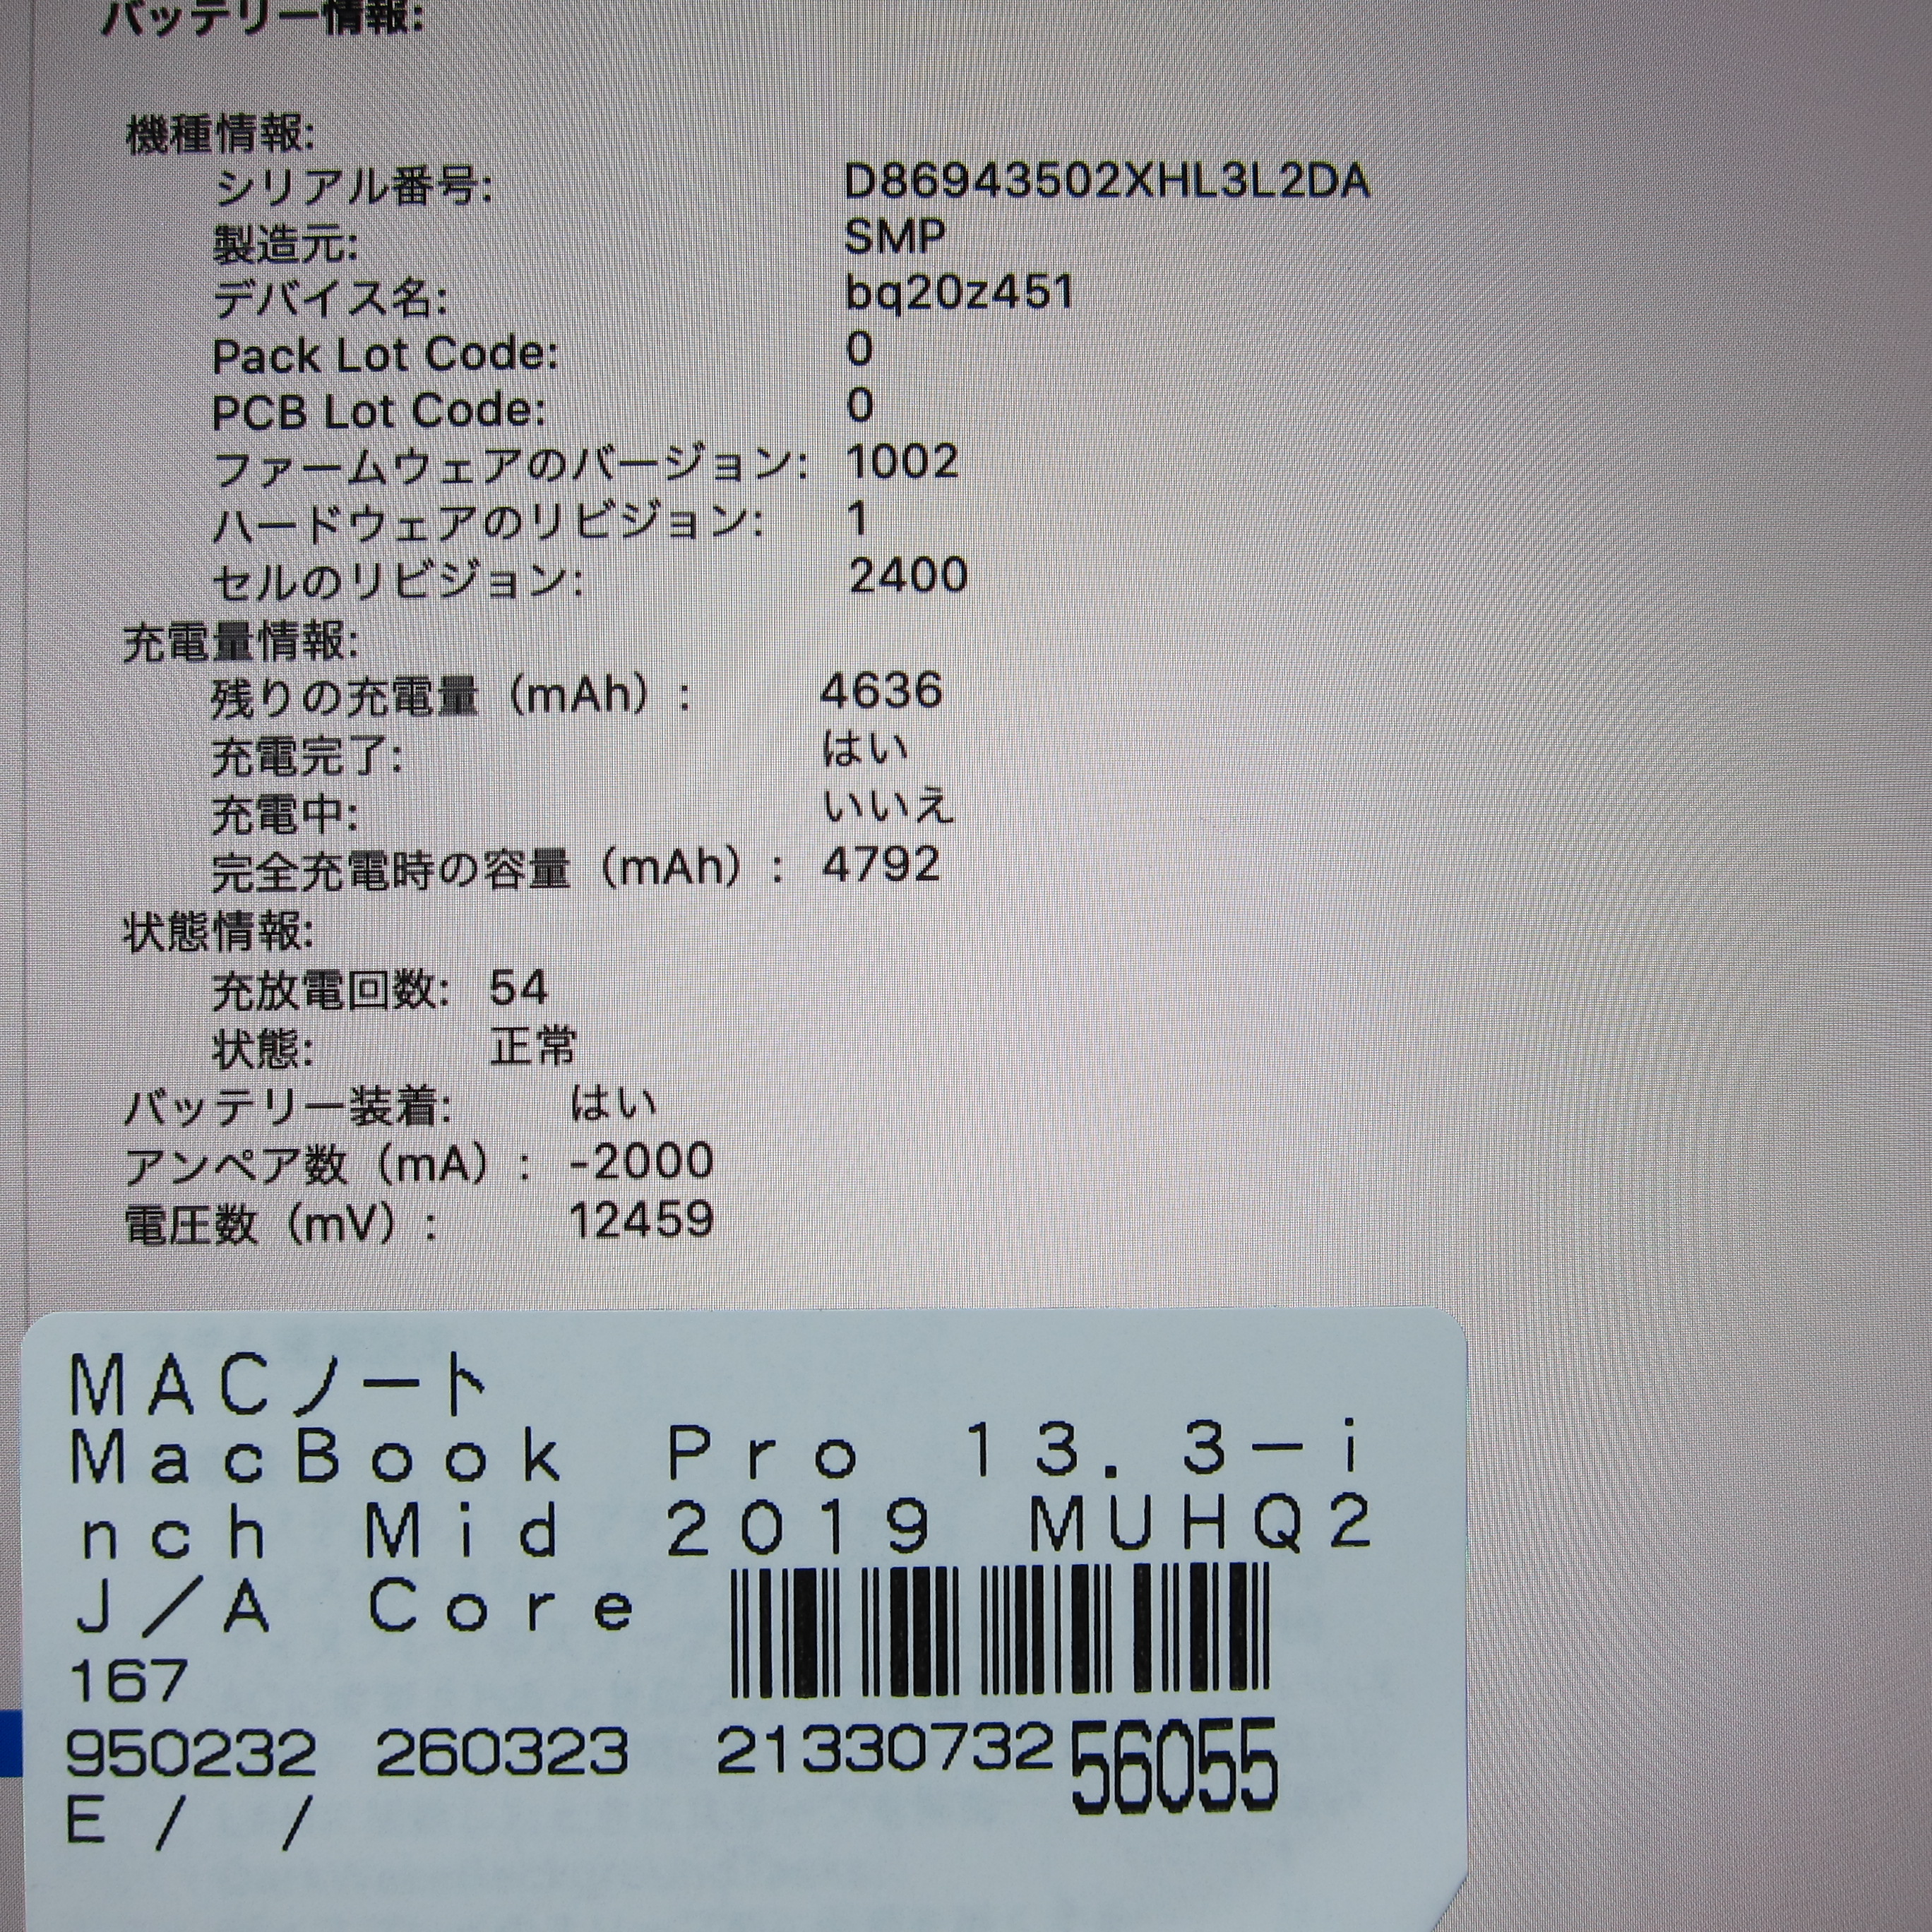 バッテリー情報:
機種情報:
シリアル番号: D86943502XHL3L2DA
製造元: SMP
デバイス名: bq20z451
Pack Lot Code: 0
PCB Lot Code: 0
ファームウェアのバージョン: 1002
ハードウェアのリビジョン: 1
セルのリビジョン: 2400
充電量情報:
残りの充電量（mAh）: 4636
充電完了: はい
充電中: いいえ
完全充電時の容量（mAh）: 4792
状態情報:
充放電回数: 54
状態: 正常
バッテリー装着: はい
アンペア数（mA）: -2000
電圧数（mV）: 12459
MACノート
MacBook Pro 13.3－i
nch Mid 2019 MUHQ2
J／A Core
167
950232 260323 21330732 56055
E / /